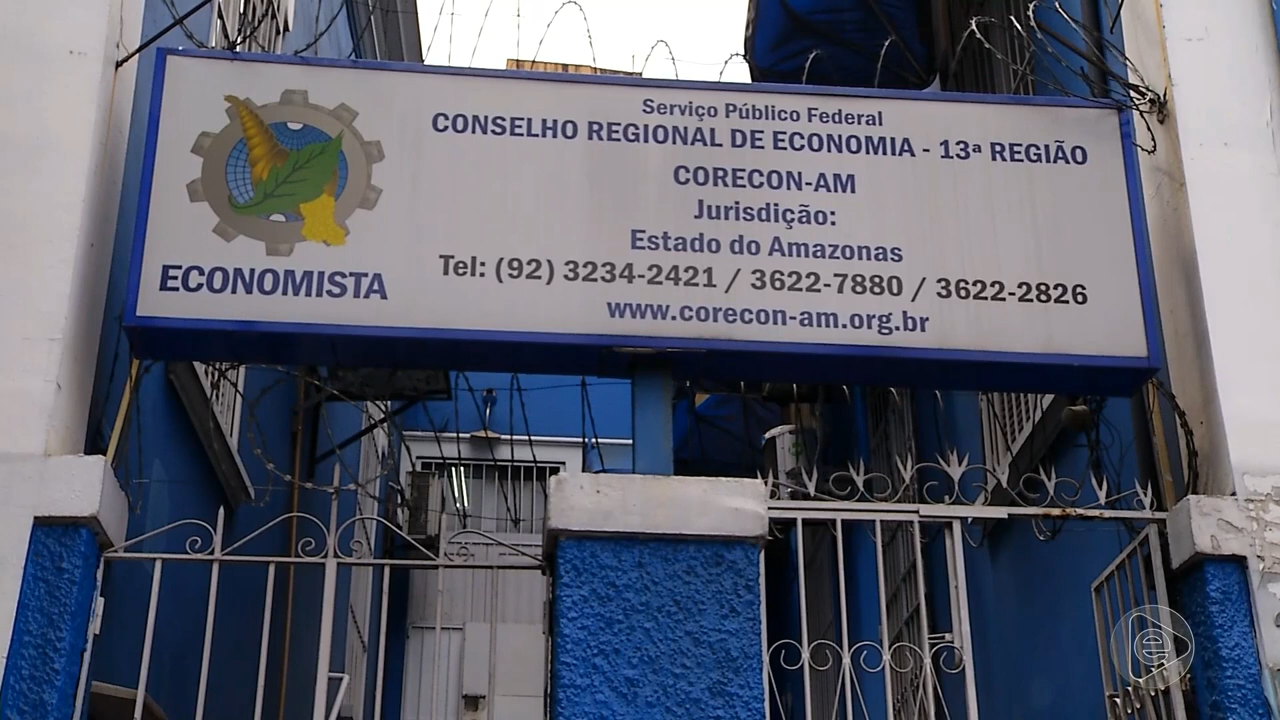 Serviço Público Federal
CONSELHO REGIONAL DE ECONOMIA - 13ª REGIÃO
CORECON-AM
Jurisdição:
Estado do Amazonas
Tel: (92) 3234-2421 / 3622-7880 / 3622-2826
www.corecon-am.org.br
ECONOMISTA
e